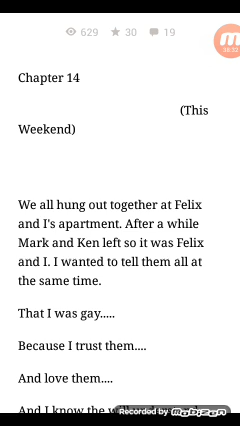 629 30 19
Chapter 14
(This
Weekend)
We all hung out together at Felix
and I's apartment. After a while
Mark and Ken left so it was Felix
and I. I wanted to tell them all at
the same time.
That I was gay.....
Because I trust them....
And love them....
And I know the
Recorded by mobizen